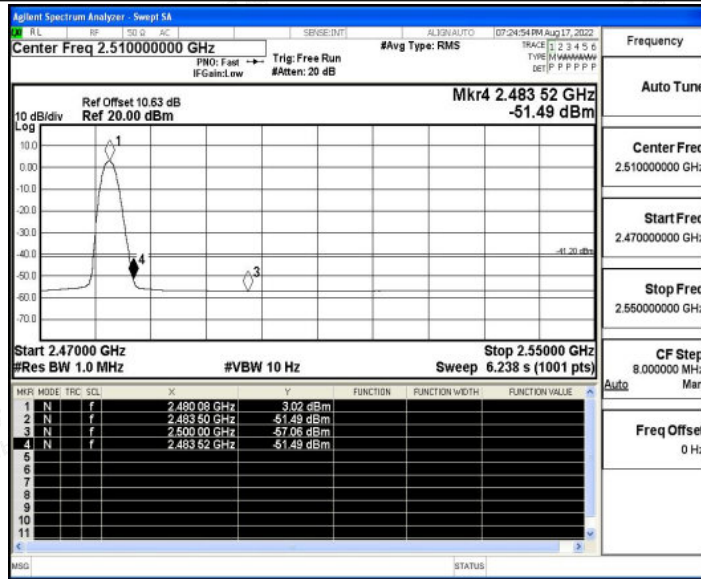 Agilent Spectrum Analyzer - Swept SA
RL RF 50 Ω AC SENSE:INT ALIGNAUTO 07:24:54 PM Aug 17, 2022
Center Freq 2.510000000 GHz #Avg Type: RMS TRACE 1 2 3 4 5 6
PNO: Fast Trig: Free Run TYPE
IFGain:Low #Atten: 20 dB DET P P P P P P
Ref Offset 10.63 dB Mkr4 2.483 52 GHz
10 dB/div Ref 20.00 dBm -51.49 dBm
Log
10.0
0.00
-10.0
-20.0
-30.0
-40.0
-50.0
-60.0
-70.0
1
4
3
-41.20 dBm
Start 2.47000 GHz Stop 2.55000 GHz
#Res BW 1.0 MHz #VBW 10 Hz Sweep 6.238 s (1001 pts)
MKR MODE TRC SCL X Y FUNCTION FUNCTION WIDTH FUNCTION VALUE
1 N f 2.480 08 GHz 3.02 dBm
2 N f 2.483 50 GHz -51.49 dBm
3 N f 2.500 00 GHz -57.06 dBm
4 N f 2.483 52 GHz -51.49 dBm
5
6
7
8
9
10
11
MSG STATUS
Frequency
Auto Tune
Center Freq
2.510000000 GHz
Start Freq
2.470000000 GHz
Stop Freq
2.550000000 GHz
CF Step
8.000000 MHz
Auto Man
Freq Offset
0 Hz